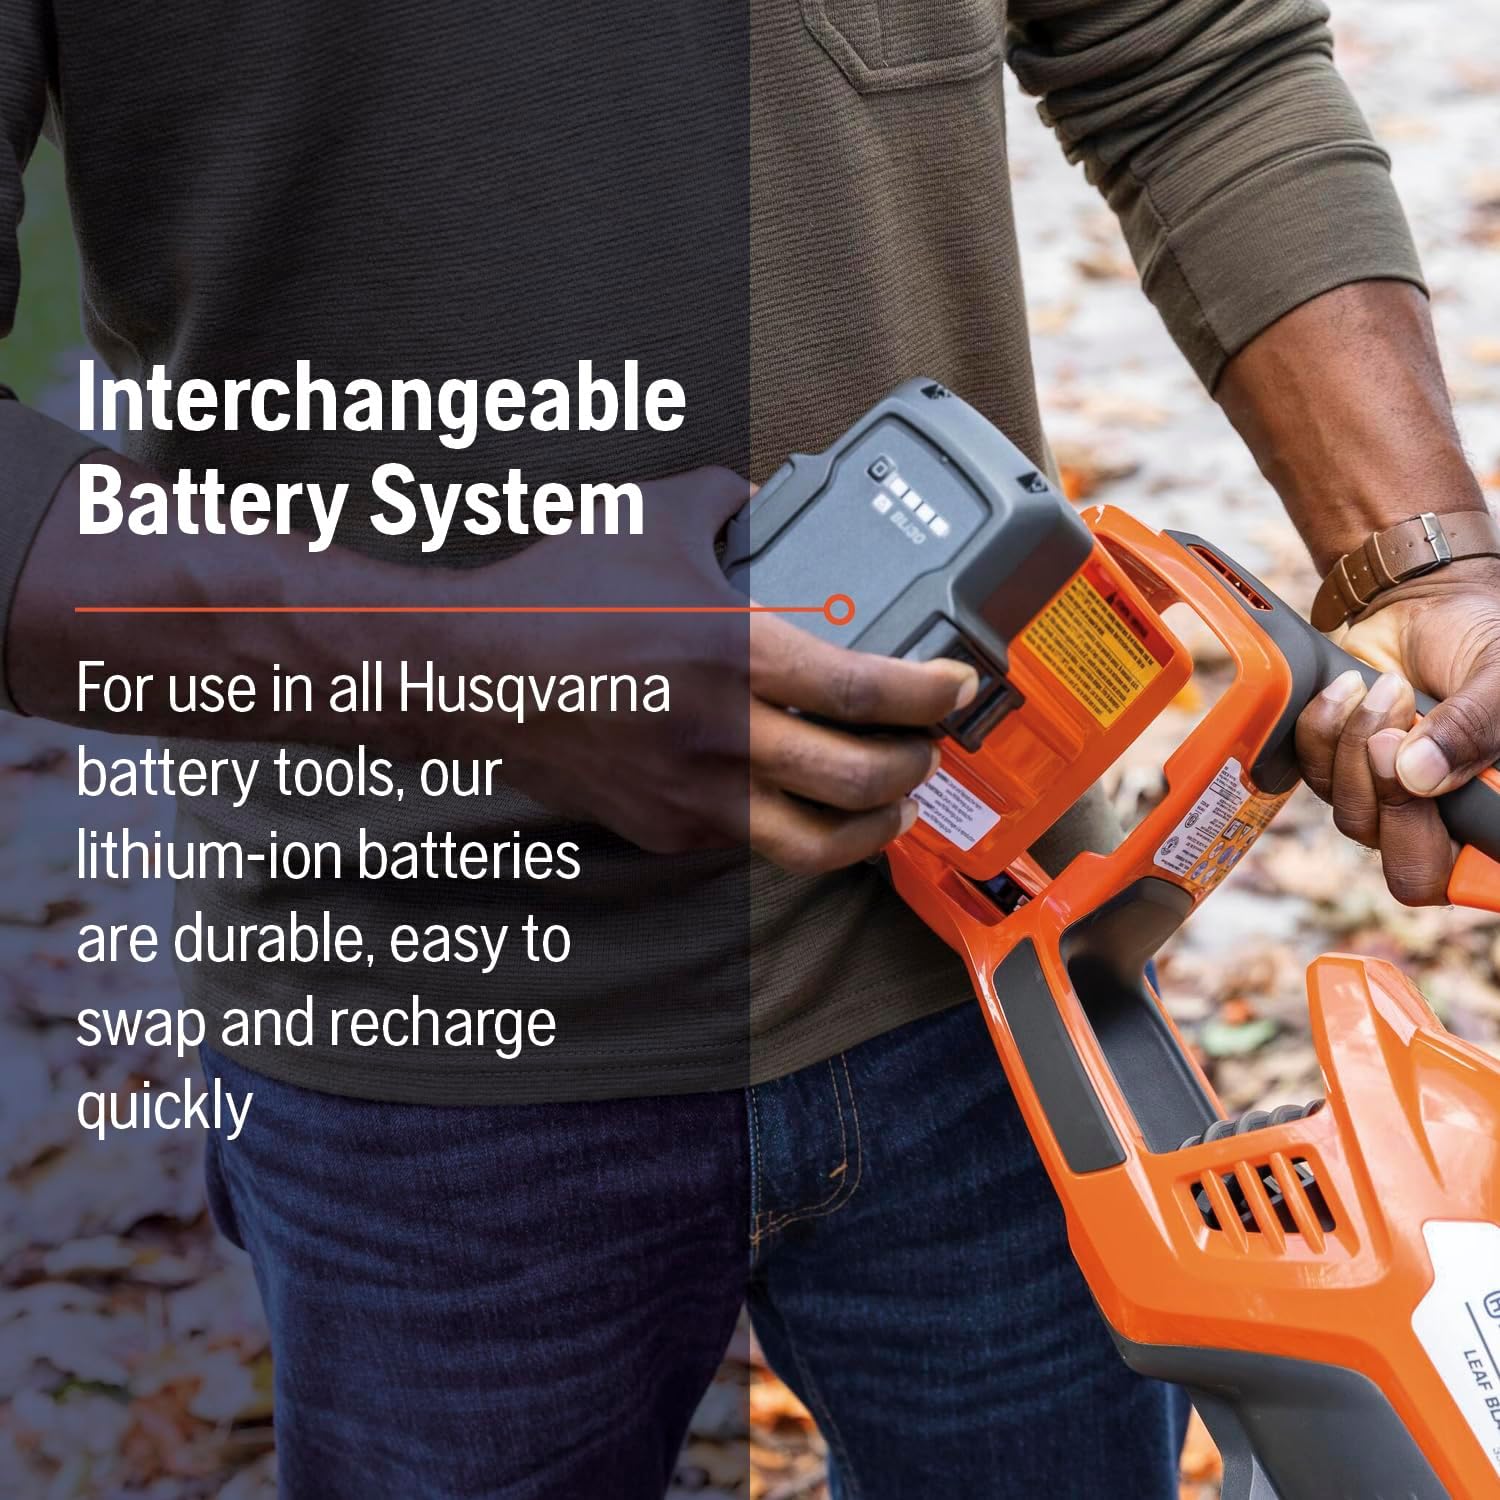 Interchangeable
Battery System
For use in all Husqvarna
battery tools, our
lithium-ion batteries
are durable, easy to
swap and recharge
quickly
BLi30
LEAF